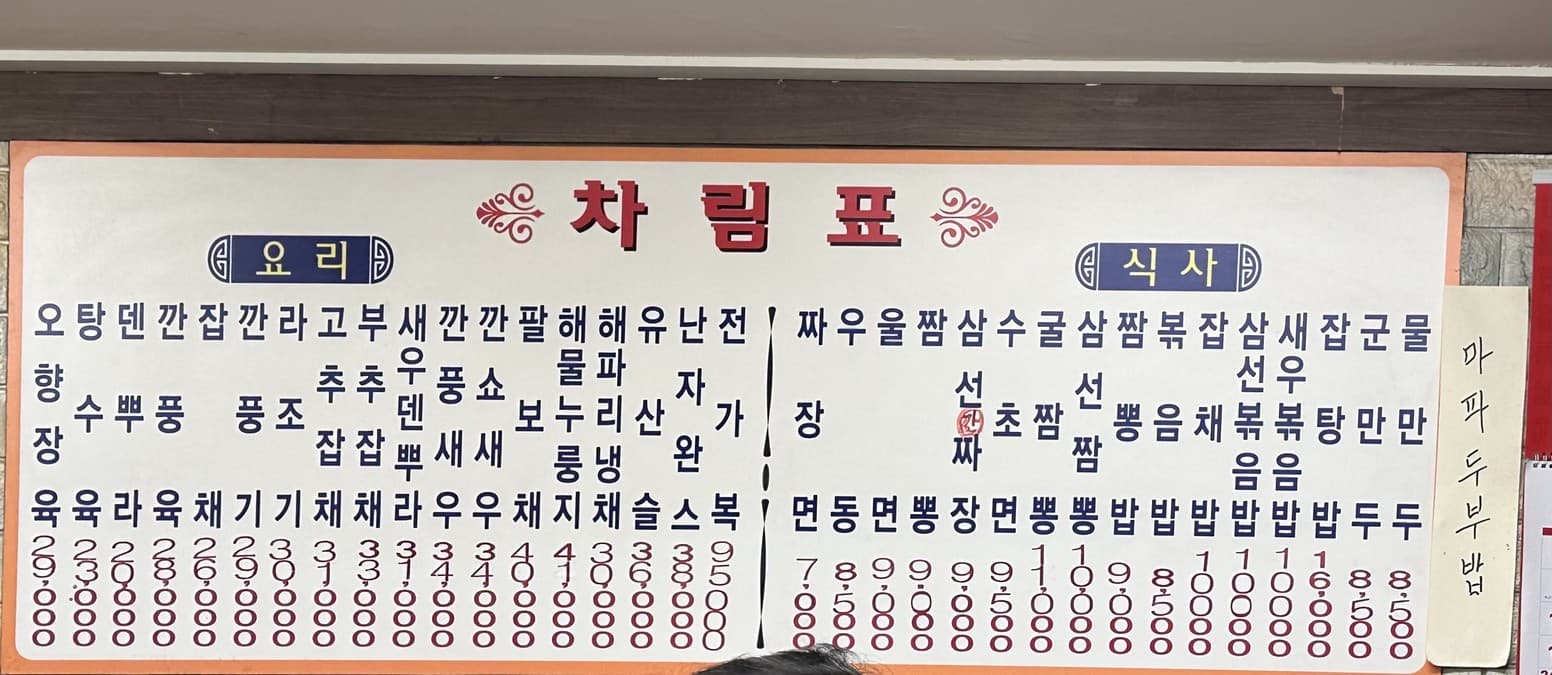 차림표
요리
오향장육 29,000
탕수육 23,000
덴뿌라 20,000
깐풍육 28,000
잡채 26,000
깐풍기 29,000
라조기 30,000
고추잡채 31,000
부추잡채 33,000
새우덴뿌라 31,000
깐풍새우 34,000
깐쇼새우 34,000
팔보채 40,000
해물누룽지 41,000
해파리냉채 30,000
유산슬 36,000
난자완스 38,000
전가복 95000
식사
짜장면 7,000
우동 8,500
울면 9,000
짬뽕 9,000
삼선깐짜장 9,000
수초면 9,500
굴짬뽕 11,000
삼선짬뽕 10,000
짬뽕밥 9,000
볶음밥 8,500
잡채밥 10000
삼선볶음밥 10000
새우볶음밥 10000
잡탕밥 16,000
군만두 8,500
물만두 8,500
마파두부밥